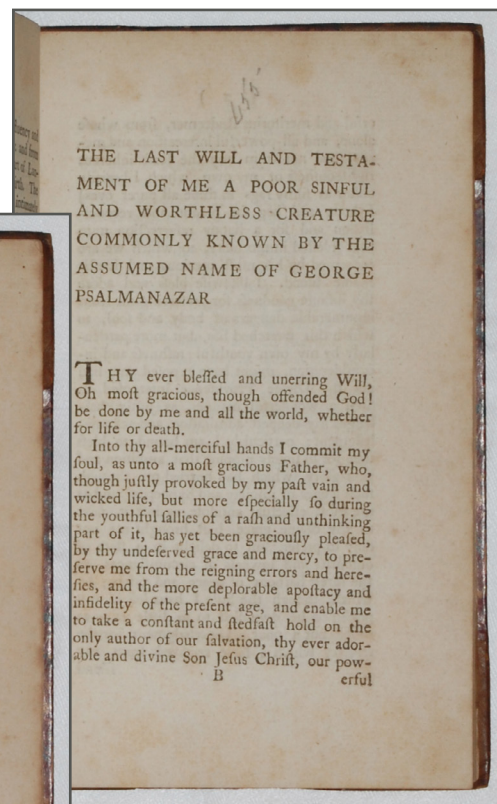 655
THE LAST WILL AND TESTA-
MENT OF ME A POOR SINFUL
AND WORTHLESS CREATURE
COMMONLY KNOWN BY THE
ASSUMED NAME OF GEORGE
PSALMANAZAR
THY ever bleſſed and unerring Will,
Oh moſt gracious, though offended God!
be done by me and all the world, whether
for life or death.
Into thy all-merciful hands I commit my
ſoul, as unto a moſt gracious Father, who,
though juſtly provoked by my paſt vain and
wicked life, but more eſpecially ſo during
the youthful ſallies of a raſh and unthinking
part of it, has yet been graciouſly pleaſed,
by thy undeſerved grace and mercy, to pre-
ſerve me from the reigning errors and here-
ſies, and the more deplorable apoſtacy and
infidelity of the preſent age, and enable me
to take a conſtant and ſtedfaſt hold on the
only author of our ſalvation, thy ever ador-
able and divine Son Jeſus Chriſt, our pow-
B erful